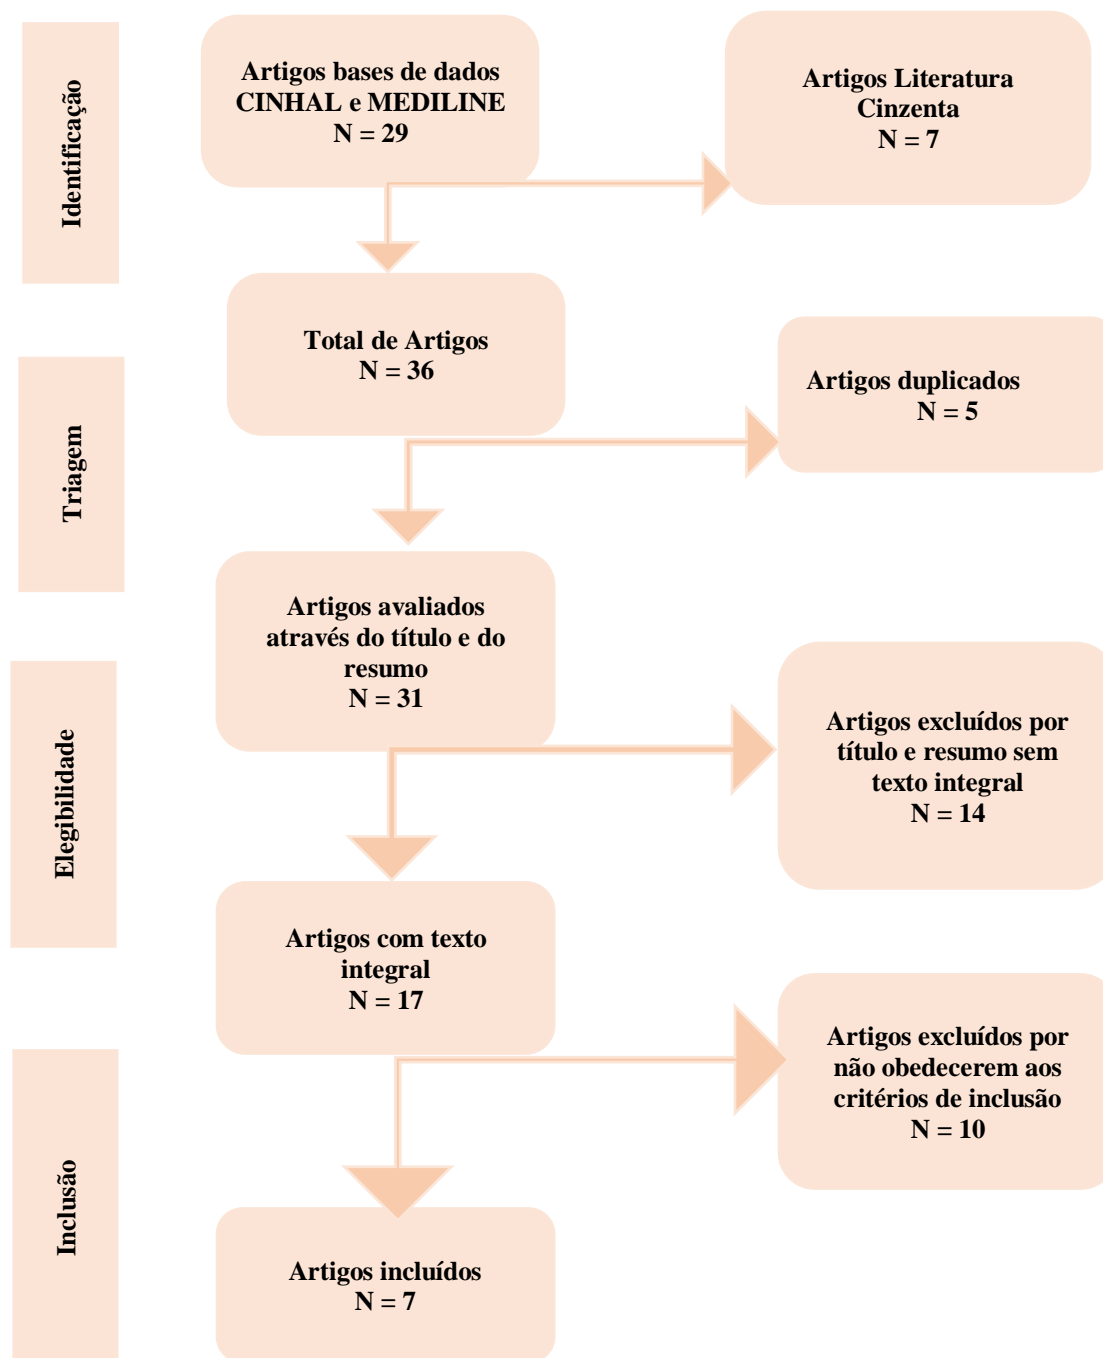 Identificação
Artigos bases de dados
CINHAL e MEDILINE
N = 29
Artigos Literatura
Cinzenta
N = 7
Total de Artigos
N = 36
Triagem
Artigos duplicados
N = 5
Artigos avaliados
através do título e do
resumo
N = 31
Elegibilidade
Artigos excluídos por
título e resumo sem
texto integral
N = 14
Artigos com texto
integral
N = 17
Artigos excluídos por
não obedecerem aos
critérios de inclusão
N = 10
Inclusão
Artigos incluídos
N = 7